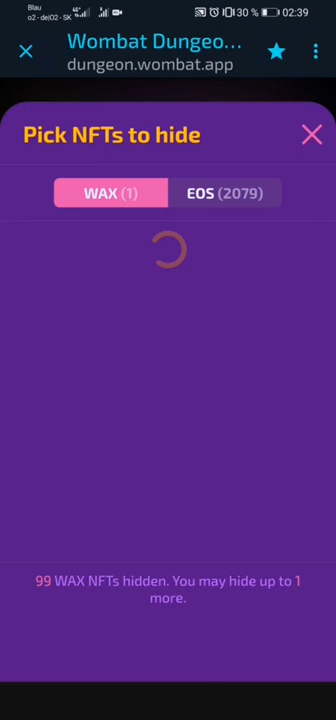 Blau
o2 - de|O2 - SK
30 %
02:39
Wombat Dungeo...
dungeon.wombat.app
Pick NFTs to hide
WAX (1)
EOS (2079)
99 WAX NFTs hidden. You may hide up to 1
more.